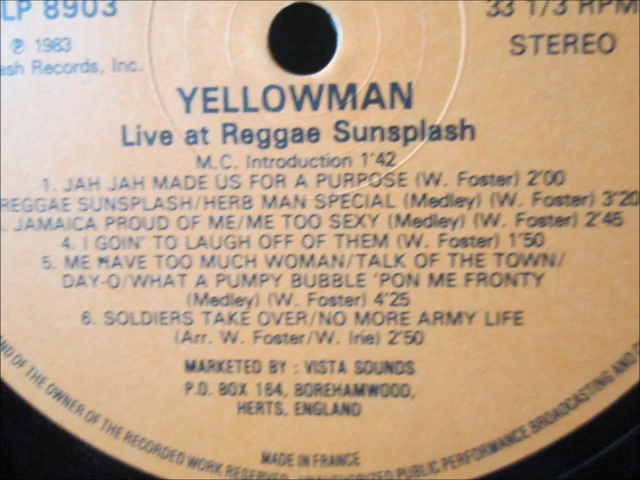 LP 8903
33 1/3 RPM
℗ 1983
STEREO
ash Records, Inc.
YELLOWMAN
Live at Reggae Sunsplash
M.C. Introduction 1'42
1. JAH JAH MADE US FOR A PURPOSE (W. Foster) 2'00
REGGAE SUNSPLASH/HERB MAN SPECIAL (Medley) (W. Foster) 3'20
. JAMAICA PROUD OF ME/ME TOO SEXY (Medley) (W. Foster) 2'45
4. I GOIN' TO LAUGH OFF OF THEM (W. Foster) 1'50
5. ME HAVE TOO MUCH WOMAN/TALK OF THE TOWN/
DAY-O/WHAT A PUMPY BUBBLE 'PON ME FRONTY
(Medley) (W. Foster) 4'25
6. SOLDIERS TAKE OVER/NO MORE ARMY LIFE
(Arr. W. Foster/W. Irie) 2'50
MARKETED BY : VISTA SOUNDS
P.O. BOX 164, BOREHAMWOOD,
HERTS, ENGLAND
MADE IN FRANCE
AND OF THE OWNER OF THE RECORDED WORK RESERVED UNAUTHORIZED PUBLIC PERFORMANCE BROADCASTING AND